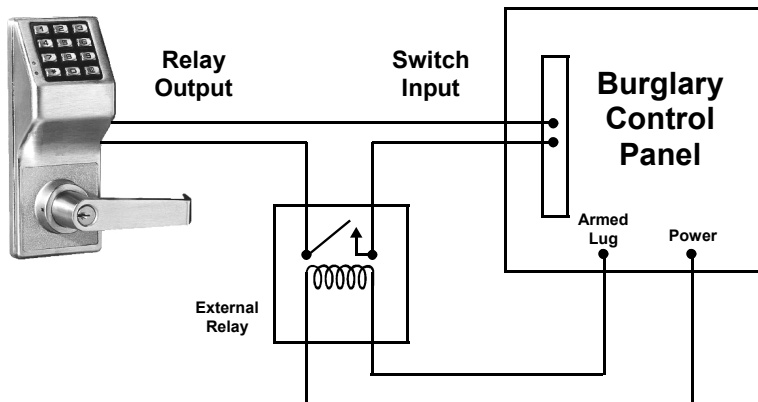 Relay
Output
Switch
Input
Burglary
Control
Panel
Armed
Lug
Power
External
Relay